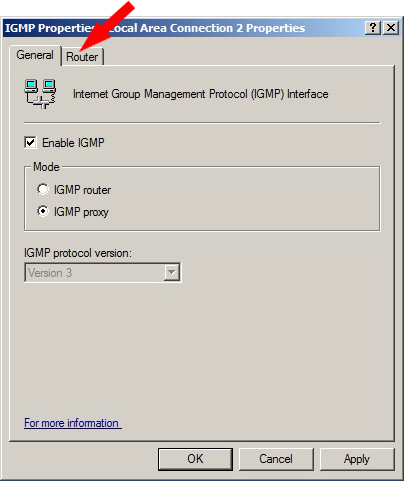 IGMP Properties - Local Area Connection 2 Properties
General
Router
Internet Group Management Protocol (IGMP) Interface
Enable IGMP
Mode
IGMP router
IGMP proxy
IGMP protocol version:
Version 3
For more information
OK
Cancel
Apply